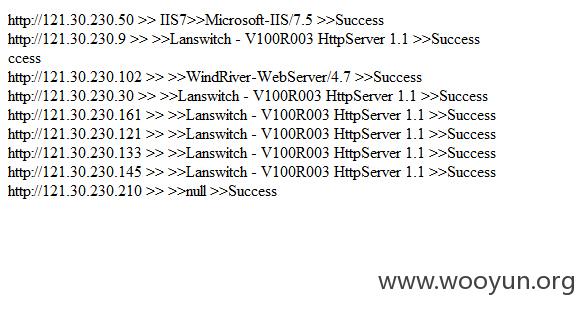 http://121.30.230.50 >> IIS7>>Microsoft-IIS/7.5 >>Success
http://121.30.230.9 >> >>Lanswitch - V100R003 HttpServer 1.1 >>Success
ccess
http://121.30.230.102 >> >>WindRiver-WebServer/4.7 >>Success
http://121.30.230.30 >> >>Lanswitch - V100R003 HttpServer 1.1 >>Success
http://121.30.230.161 >> >>Lanswitch - V100R003 HttpServer 1.1 >>Success
http://121.30.230.121 >> >>Lanswitch - V100R003 HttpServer 1.1 >>Success
http://121.30.230.133 >> >>Lanswitch - V100R003 HttpServer 1.1 >>Success
http://121.30.230.145 >> >>Lanswitch - V100R003 HttpServer 1.1 >>Success
http://121.30.230.210 >> >>null >>Success
www.wooyun.org